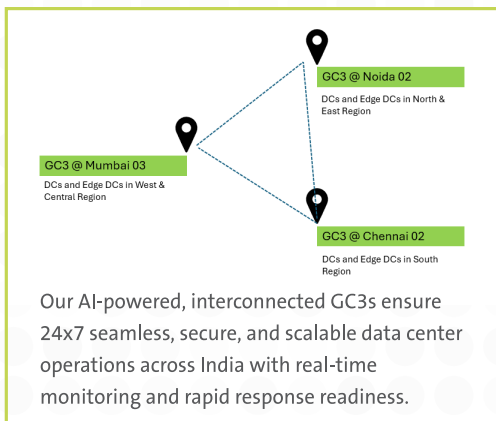 GC3 @ Noida 02
DCs and Edge DCs in North &
East Region
GC3 @ Mumbai 03
DCs and Edge DCs in West &
Central Region
GC3 @ Chennai 02
DCs and Edge DCs in South
Region
Our AI-powered, interconnected GC3s ensure
24x7 seamless, secure, and scalable data center
operations across India with real-time
monitoring and rapid response readiness.